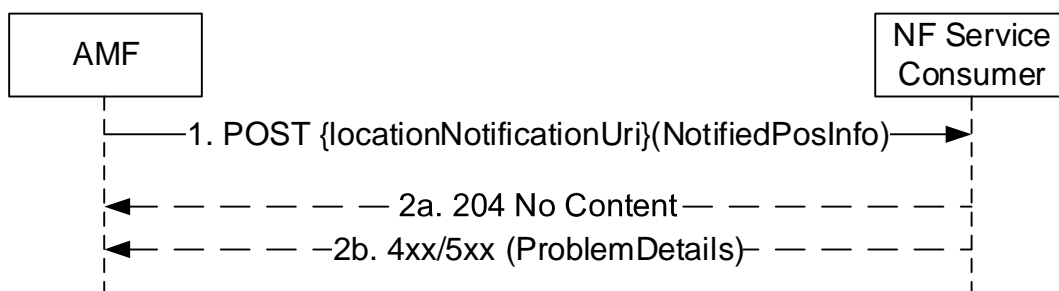 AMF
NF Service
Consumer
1. POST {locationNotificationUri}(NotifiedPosInfo)
2a. 204 No Content
2b. 4xx/5xx (ProblemDetails)